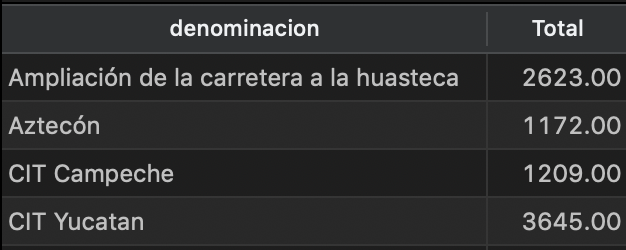 denominacion Total
Ampliación de la carretera a la huasteca 2623.00
Aztecón 1172.00
CIT Campeche 1209.00
CIT Yucatan 3645.00